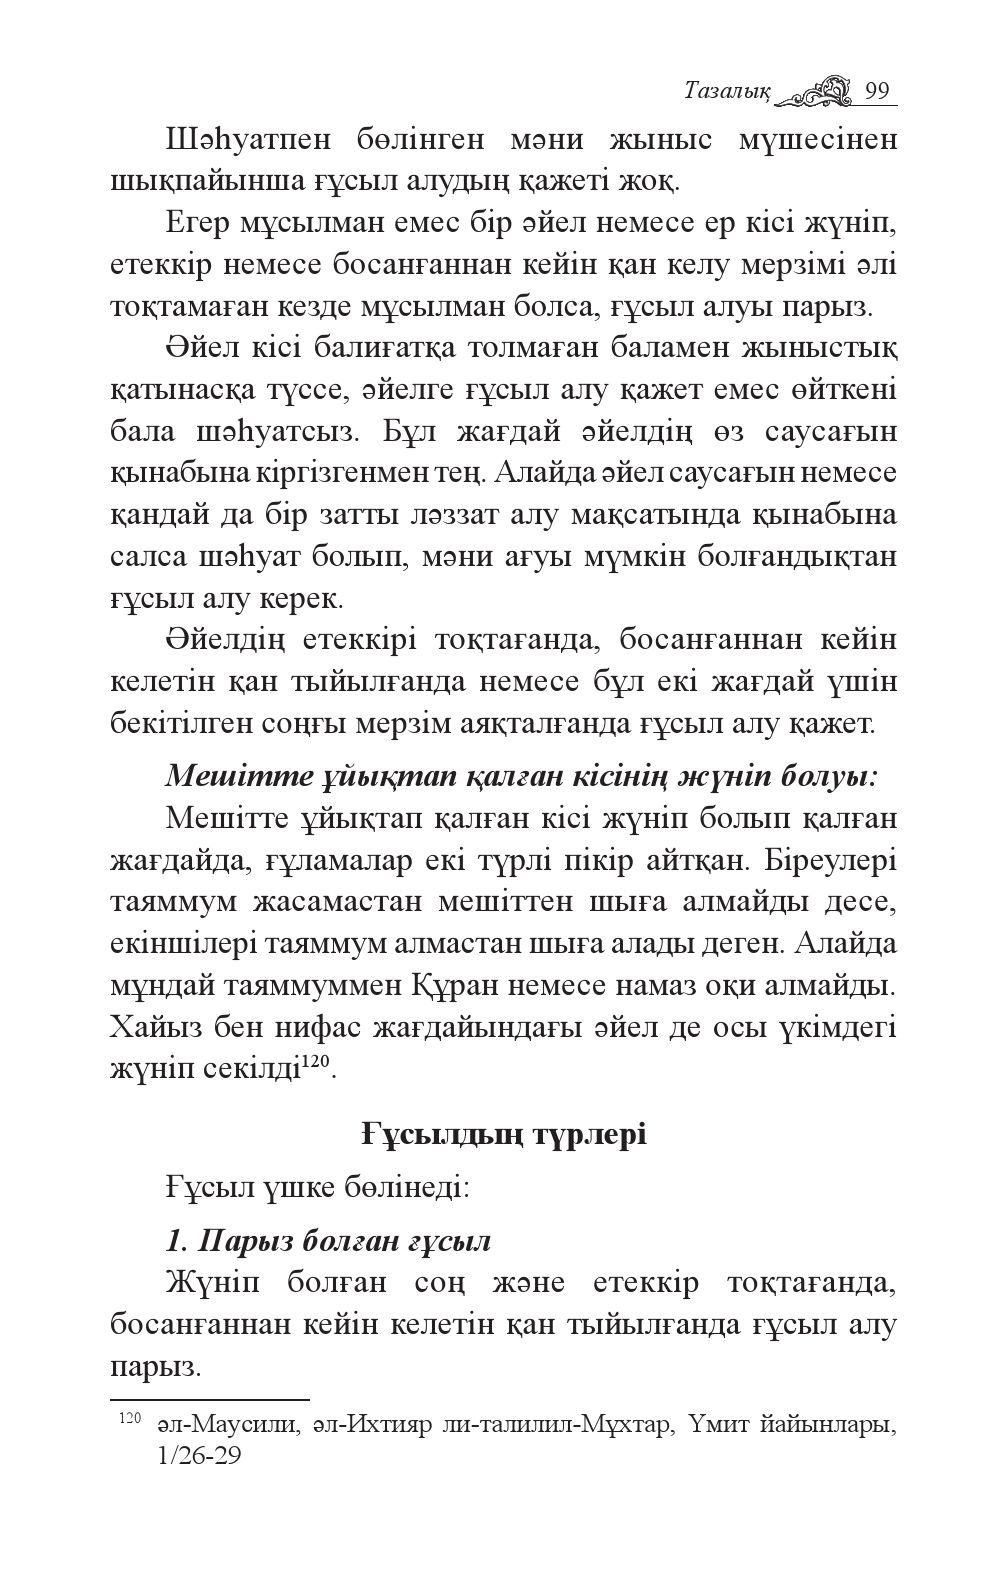 Тазалық 99
Шәһуатпен бөлінген мәни жыныс мүшесінен
шықпайынша ғұсыл алудың қажеті жоқ.
Егер мұсылман емес бір әйел немесе ер кісі жүніп,
етеккір немесе босанғаннан кейін қан келу мерзімі әлі
тоқтамаған кезде мұсылман болса, ғұсыл алуы парыз.
Әйел кісі балиғатқа толмаған баламен жыныстық
қатынасқа түссе, әйелге ғұсыл алу қажет емес өйткені
бала шәһуатсыз. Бұл жағдай әйелдің өз саусағын
қынабына кіргізгенмен тең. Алайда әйел саусағын немесе
қандай да бір затты ләззат алу мақсатында қынабына
салса шәһуат болып, мәни ағуы мүмкін болғандықтан
ғұсыл алу керек.
Әйелдің етеккірі тоқтағанда, босанғаннан кейін
келетін қан тыйылғанда немесе бұл екі жағдай үшін
бекітілген соңғы мерзім аяқталғанда ғұсыл алу қажет.
Мешітте ұйықтап қалған кісінің жүніп болуы:
Мешітте ұйықтап қалған кісі жүніп болып қалған
жағдайда, ғұламалар екі түрлі пікір айтқан. Біреулері
таяммум жасамастан мешіттен шыға алмайды десе,
екіншілері таяммум алмастан шыға алады деген. Алайда
мұндай таяммуммен Құран немесе намаз оқи алмайды.
Хайыз бен нифас жағдайындағы әйел де осы үкімдегі
жүніп секілді120.
Ғұсылдың түрлері
Ғұсыл үшке бөлінеді:
1. Парыз болған ғұсыл
Жүніп болған соң және етеккір тоқтағанда,
босанғаннан кейін келетін қан тыйылғанда ғұсыл алу
парыз.
120 әл-Маусили, әл-Ихтияр ли-талилил-Мұхтар, Үмит йайынлары,
1/26-29